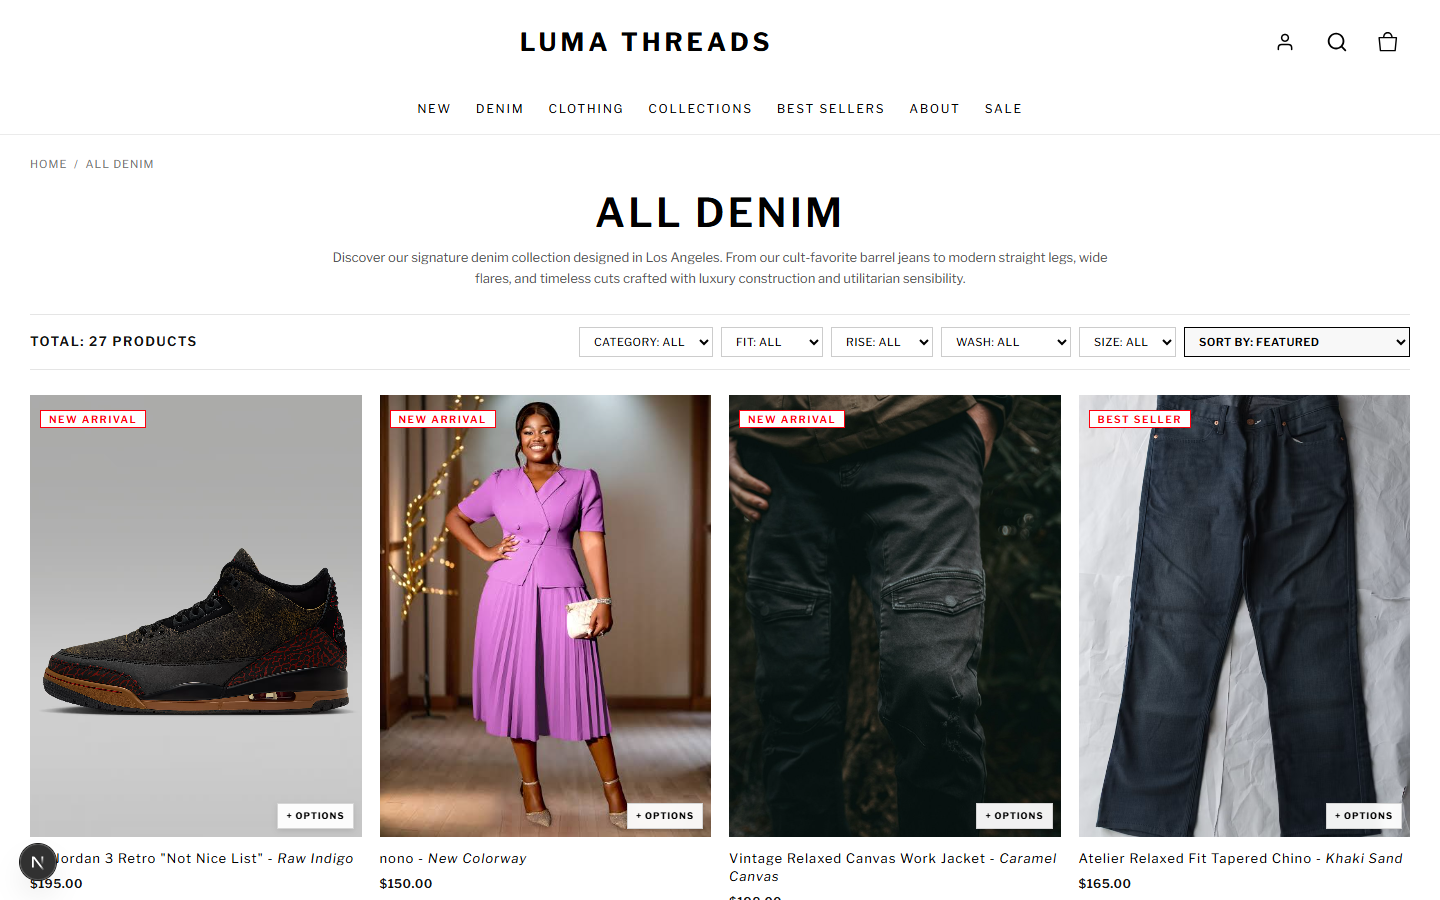 LUMA THREADS
NEW DENIM CLOTHING COLLECTIONS BEST SELLERS ABOUT SALE
HOME / ALL DENIM
ALL DENIM
Discover our signature denim collection designed in Los Angeles. From our cult-favorite barrel jeans to modern straight legs, wide
flares, and timeless cuts crafted with luxury construction and utilitarian sensibility.
TOTAL: 27 PRODUCTS
CATEGORY: ALL FIT: ALL RISE: ALL WASH: ALL SIZE: ALL SORT BY: FEATURED
NEW ARRIVAL
NEW ARRIVAL
NEW ARRIVAL
BEST SELLER
+ OPTIONS
+ OPTIONS
+ OPTIONS
+ OPTIONS
N
Jordan 3 Retro "Not Nice List" - Raw Indigo
$195.00
nono - New Colorway
$150.00
Vintage Relaxed Canvas Work Jacket - Caramel
Canvas
Atelier Relaxed Fit Tapered Chino - Khaki Sand
$165.00